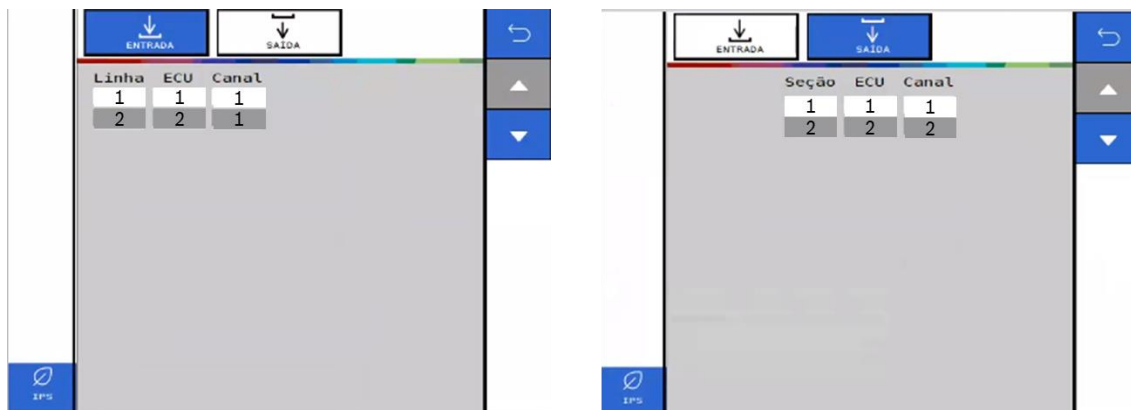 ENTRADA SAÍDA
Linha ECU Canal
1 1 1
2 2 1
IPS
ENTRADA SAÍDA
Seção ECU Canal
1 1 1
2 2 2
IPS